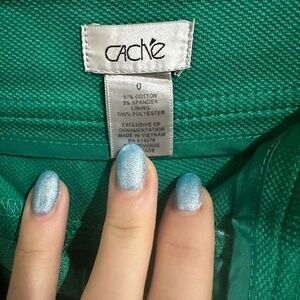 Caché
0
97% COTTON
3% SPANDEX
LINING
100% POLYESTER
EXCLUSIVE OF
ORNAMENTATION
MADE IN VIETNAM